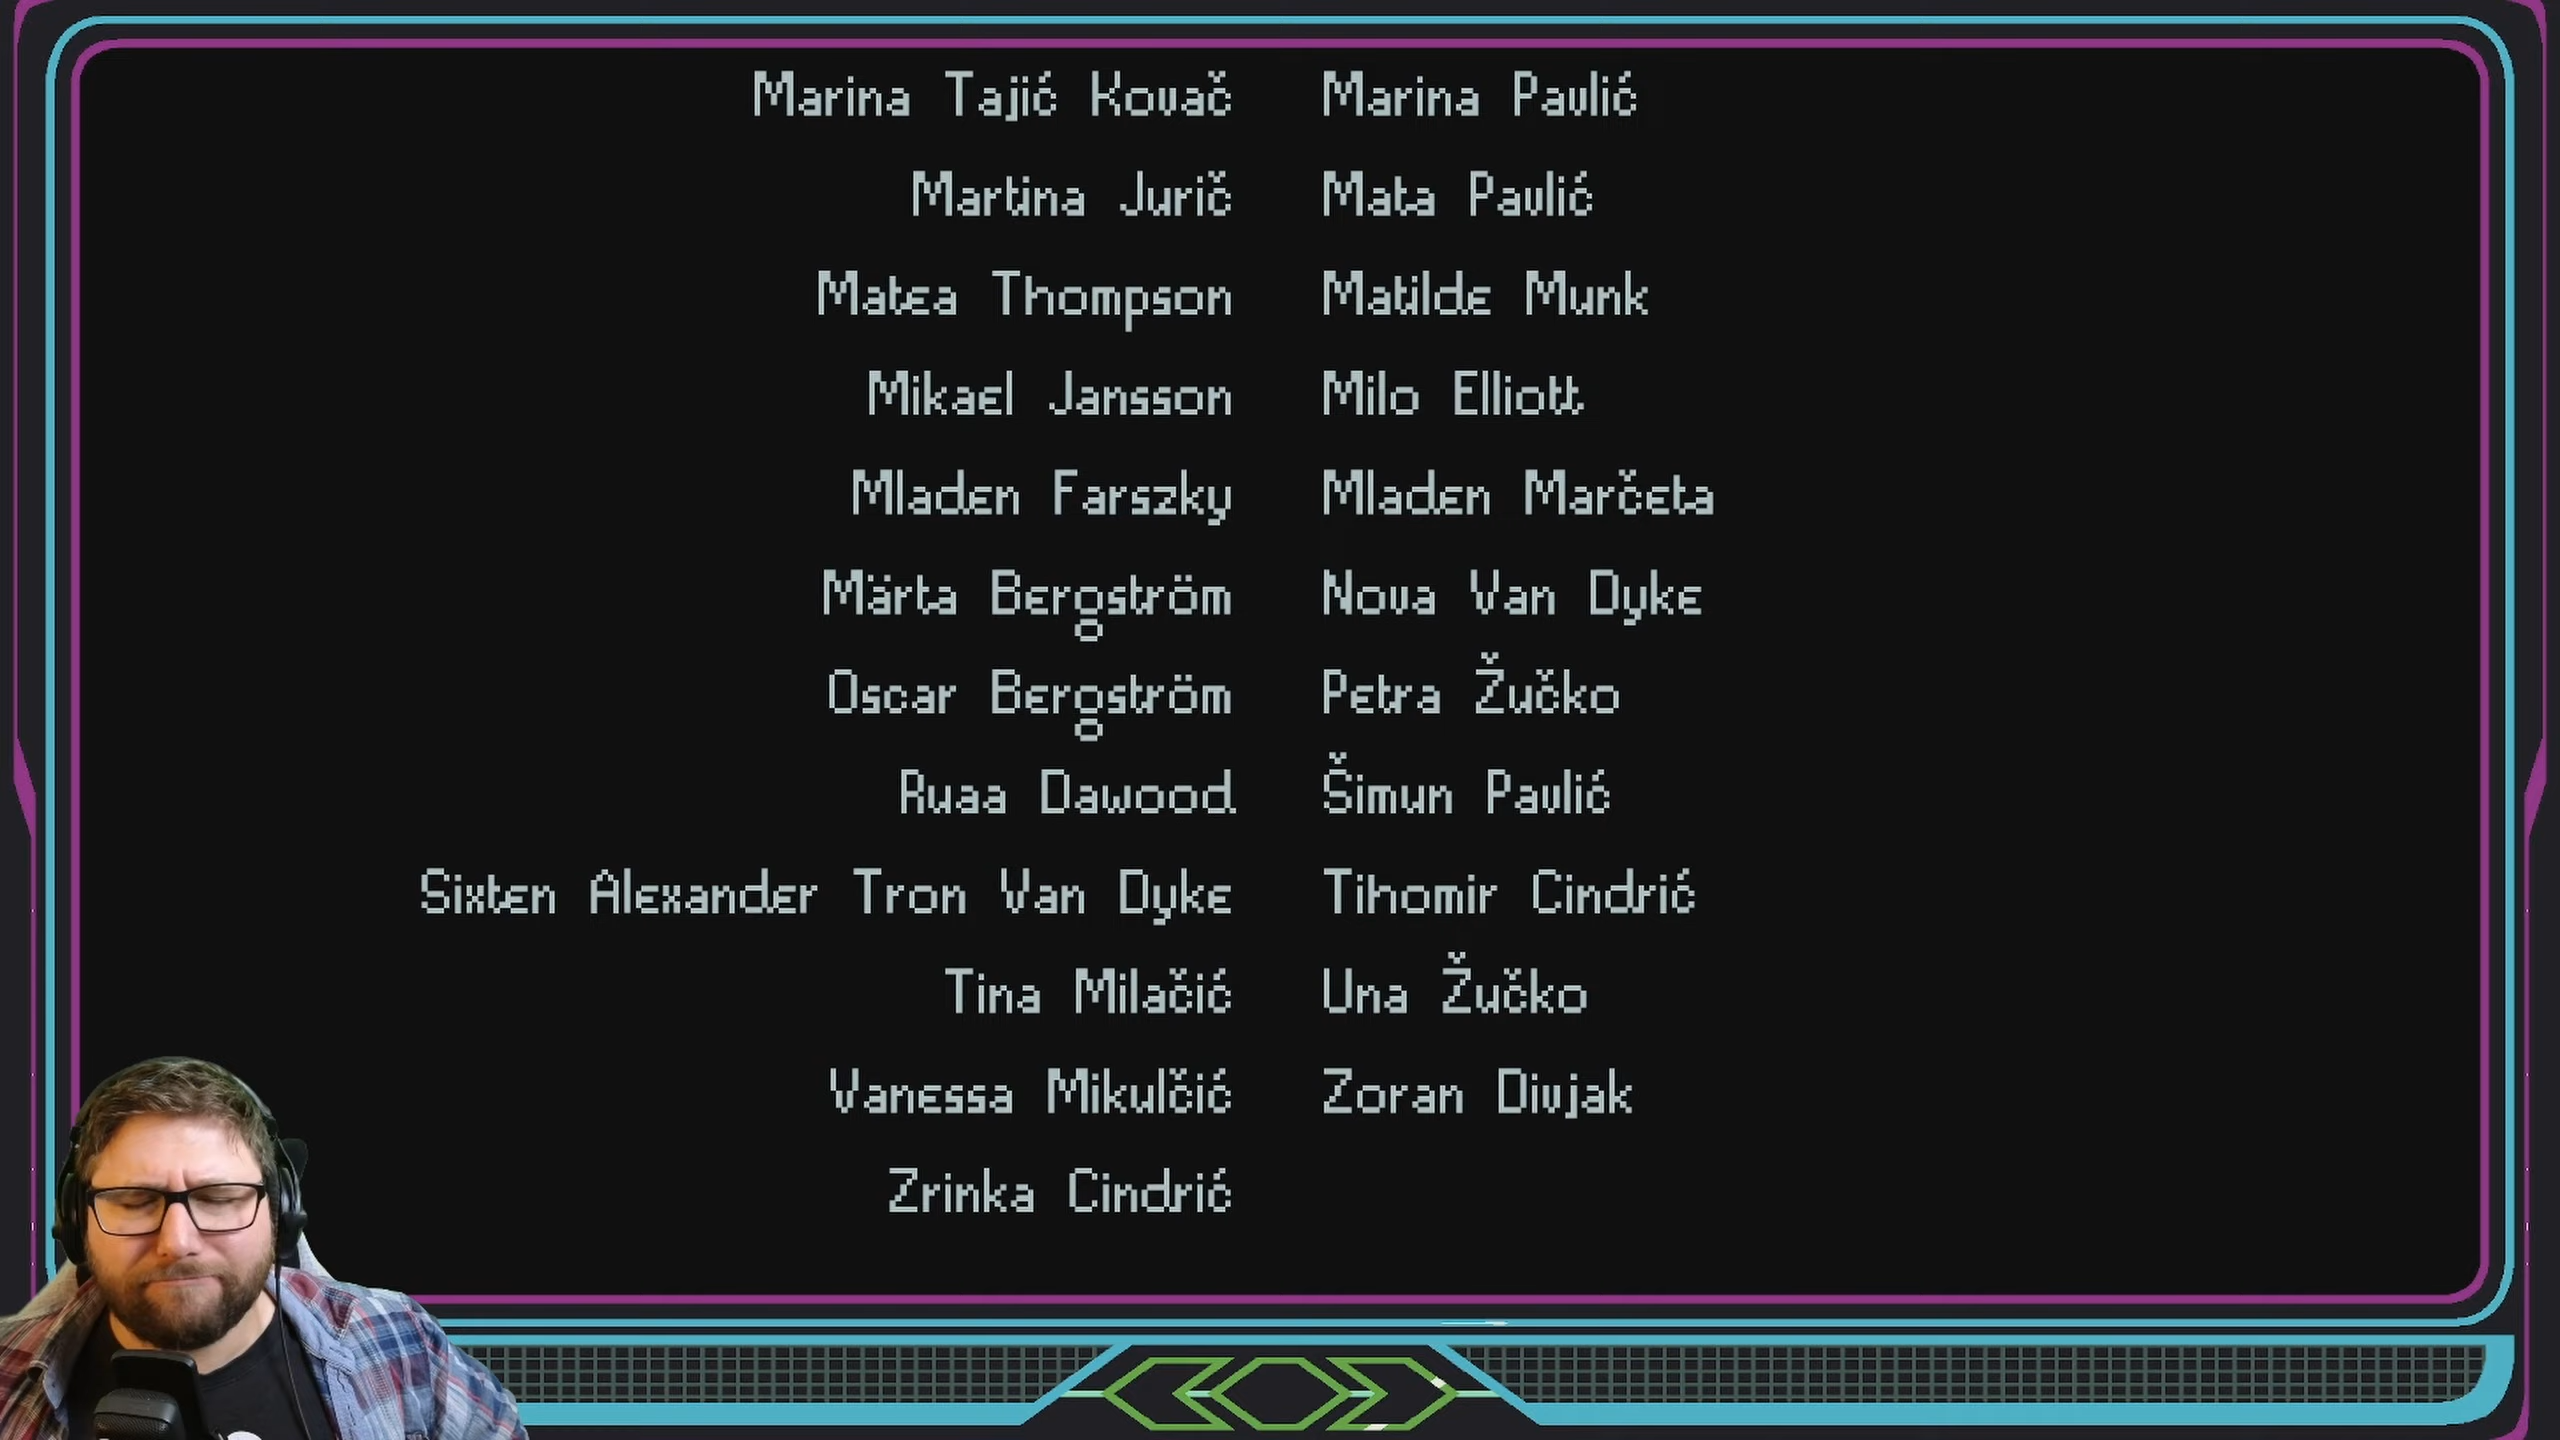 Marina Tajić Kovač Marina Pavlić
Martina Jurič Mata Pavlić
Matea Thompson Matilde Munk
Mikael Jansson Milo Elliott
Mladen Farszky Mladen Marčeta
Märta Bergström Nova Van Dyke
Oscar Bergström Petra Žučko
Ruaa Dawood Šimun Pavlić
Sixten Alexander Tron Van Dyke Tihomir Cindrić
Tina Milačić Una Žučko
Vanessa Mikulčić Zoran Divjak
Zrinka Cindrić